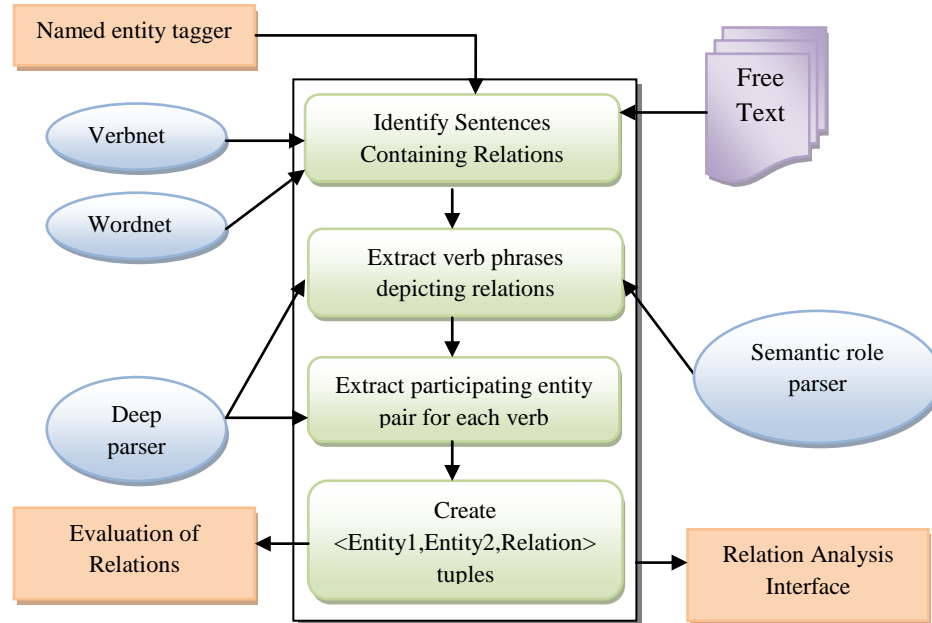 Named entity tagger
Free
Text
Identify Sentences
Containing Relations
Verbnet
Wordnet
Extract verb phrases
depicting relations
Semantic role
parser
Extract participating entity
pair for each verb
Deep
parser
Create
<Entity1,Entity2,Relation>
tuples
Evaluation of
Relations
Relation Analysis
Interface